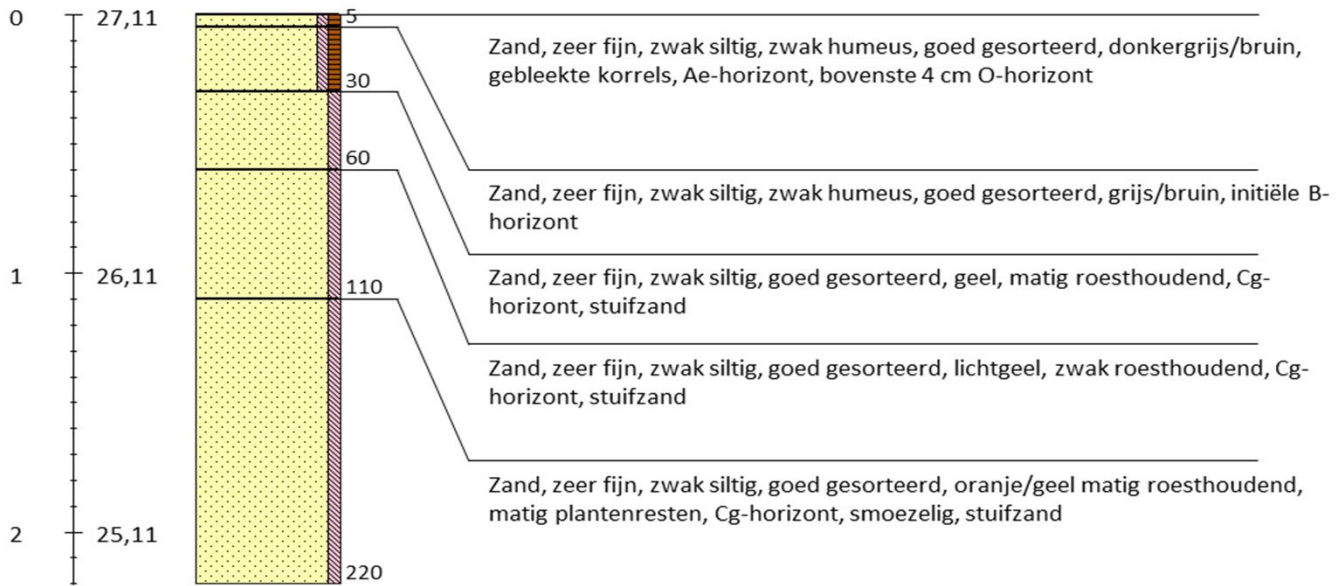 0
27,11
5
Zand, zeer fijn, zwak siltig, zwak humeus, goed gesorteerd, donkergrijs/bruin,
gebleekte korrels, Ae-horizont, bovenste 4 cm O-horizont
30
60
Zand, zeer fijn, zwak siltig, zwak humeus, goed gesorteerd, grijs/bruin, initiële B-
horizont
1
26,11
110
Zand, zeer fijn, zwak siltig, goed gesorteerd, geel, matig roesthoudend, Cg-
horizont, stuifzand
Zand, zeer fijn, zwak siltig, goed gesorteerd, lichtgeel, zwak roesthoudend, Cg-
horizont, stuifzand
Zand, zeer fijn, zwak siltig, goed gesorteerd, oranje/geel matig roesthoudend,
matig plantenresten, Cg-horizont, smoezelig, stuifzand
2
25,11
220